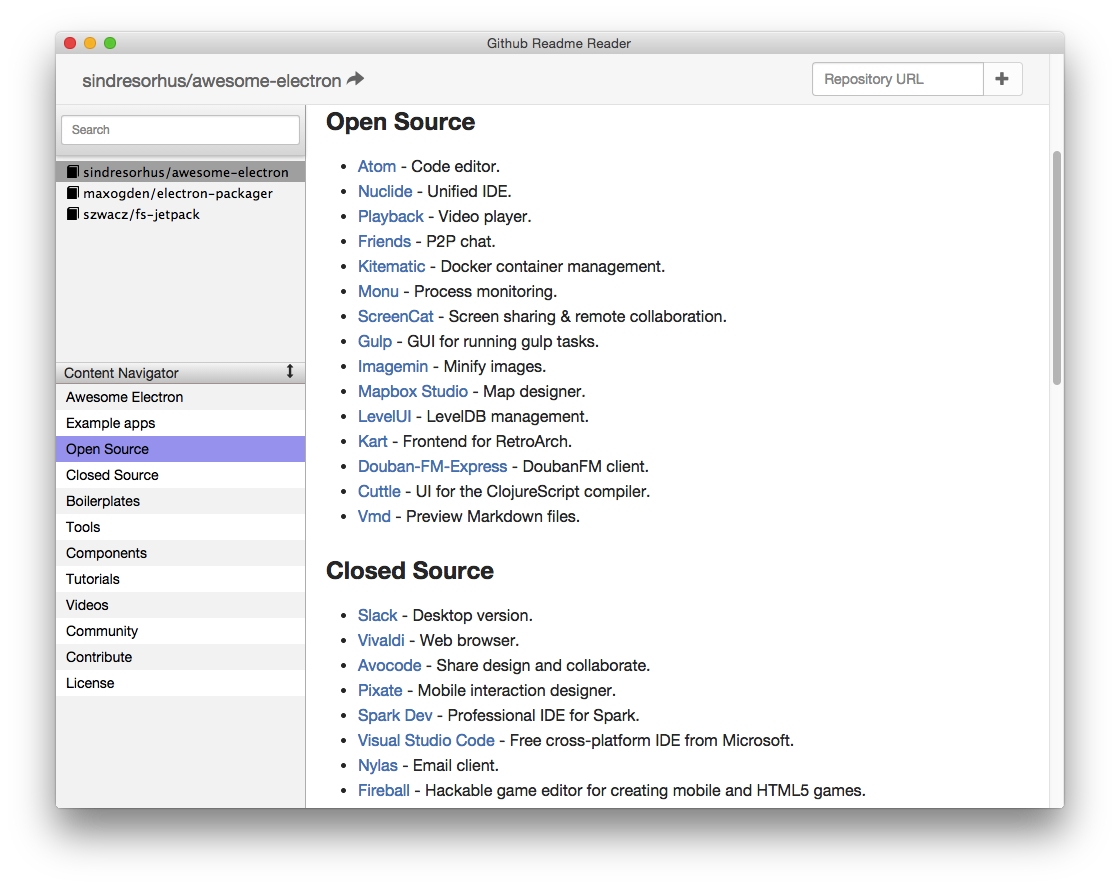 Github Readme Reader
sindresorhus/awesome-electron
Repository URL
Search
sindresorhus/awesome-electron
maxogden/electron-packager
szwacz/fs-jetpack
Content Navigator
Awesome Electron
Example apps
Open Source
Closed Source
Boilerplates
Tools
Components
Tutorials
Videos
Community
Contribute
License
Open Source
• Atom - Code editor.
• Nuclide - Unified IDE.
• Playback - Video player.
• Friends - P2P chat.
• Kitematic - Docker container management.
• Monu - Process monitoring.
• ScreenCat - Screen sharing & remote collaboration.
• Gulp - GUI for running gulp tasks.
• Imagemin - Minify images.
• Mapbox Studio - Map designer.
• LevelUI - LevelDB management.
• Kart - Frontend for RetroArch.
• Douban-FM-Express - DoubanFM client.
• Cuttle - UI for the ClojureScript compiler.
• Vmd - Preview Markdown files.
Closed Source
• Slack - Desktop version.
• Vivaldi - Web browser.
• Avocode - Share design and collaborate.
• Pixate - Mobile interaction designer.
• Spark Dev - Professional IDE for Spark.
• Visual Studio Code - Free cross-platform IDE from Microsoft.
• Nylas - Email client.
• Fireball - Hackable game editor for creating mobile and HTML5 games.